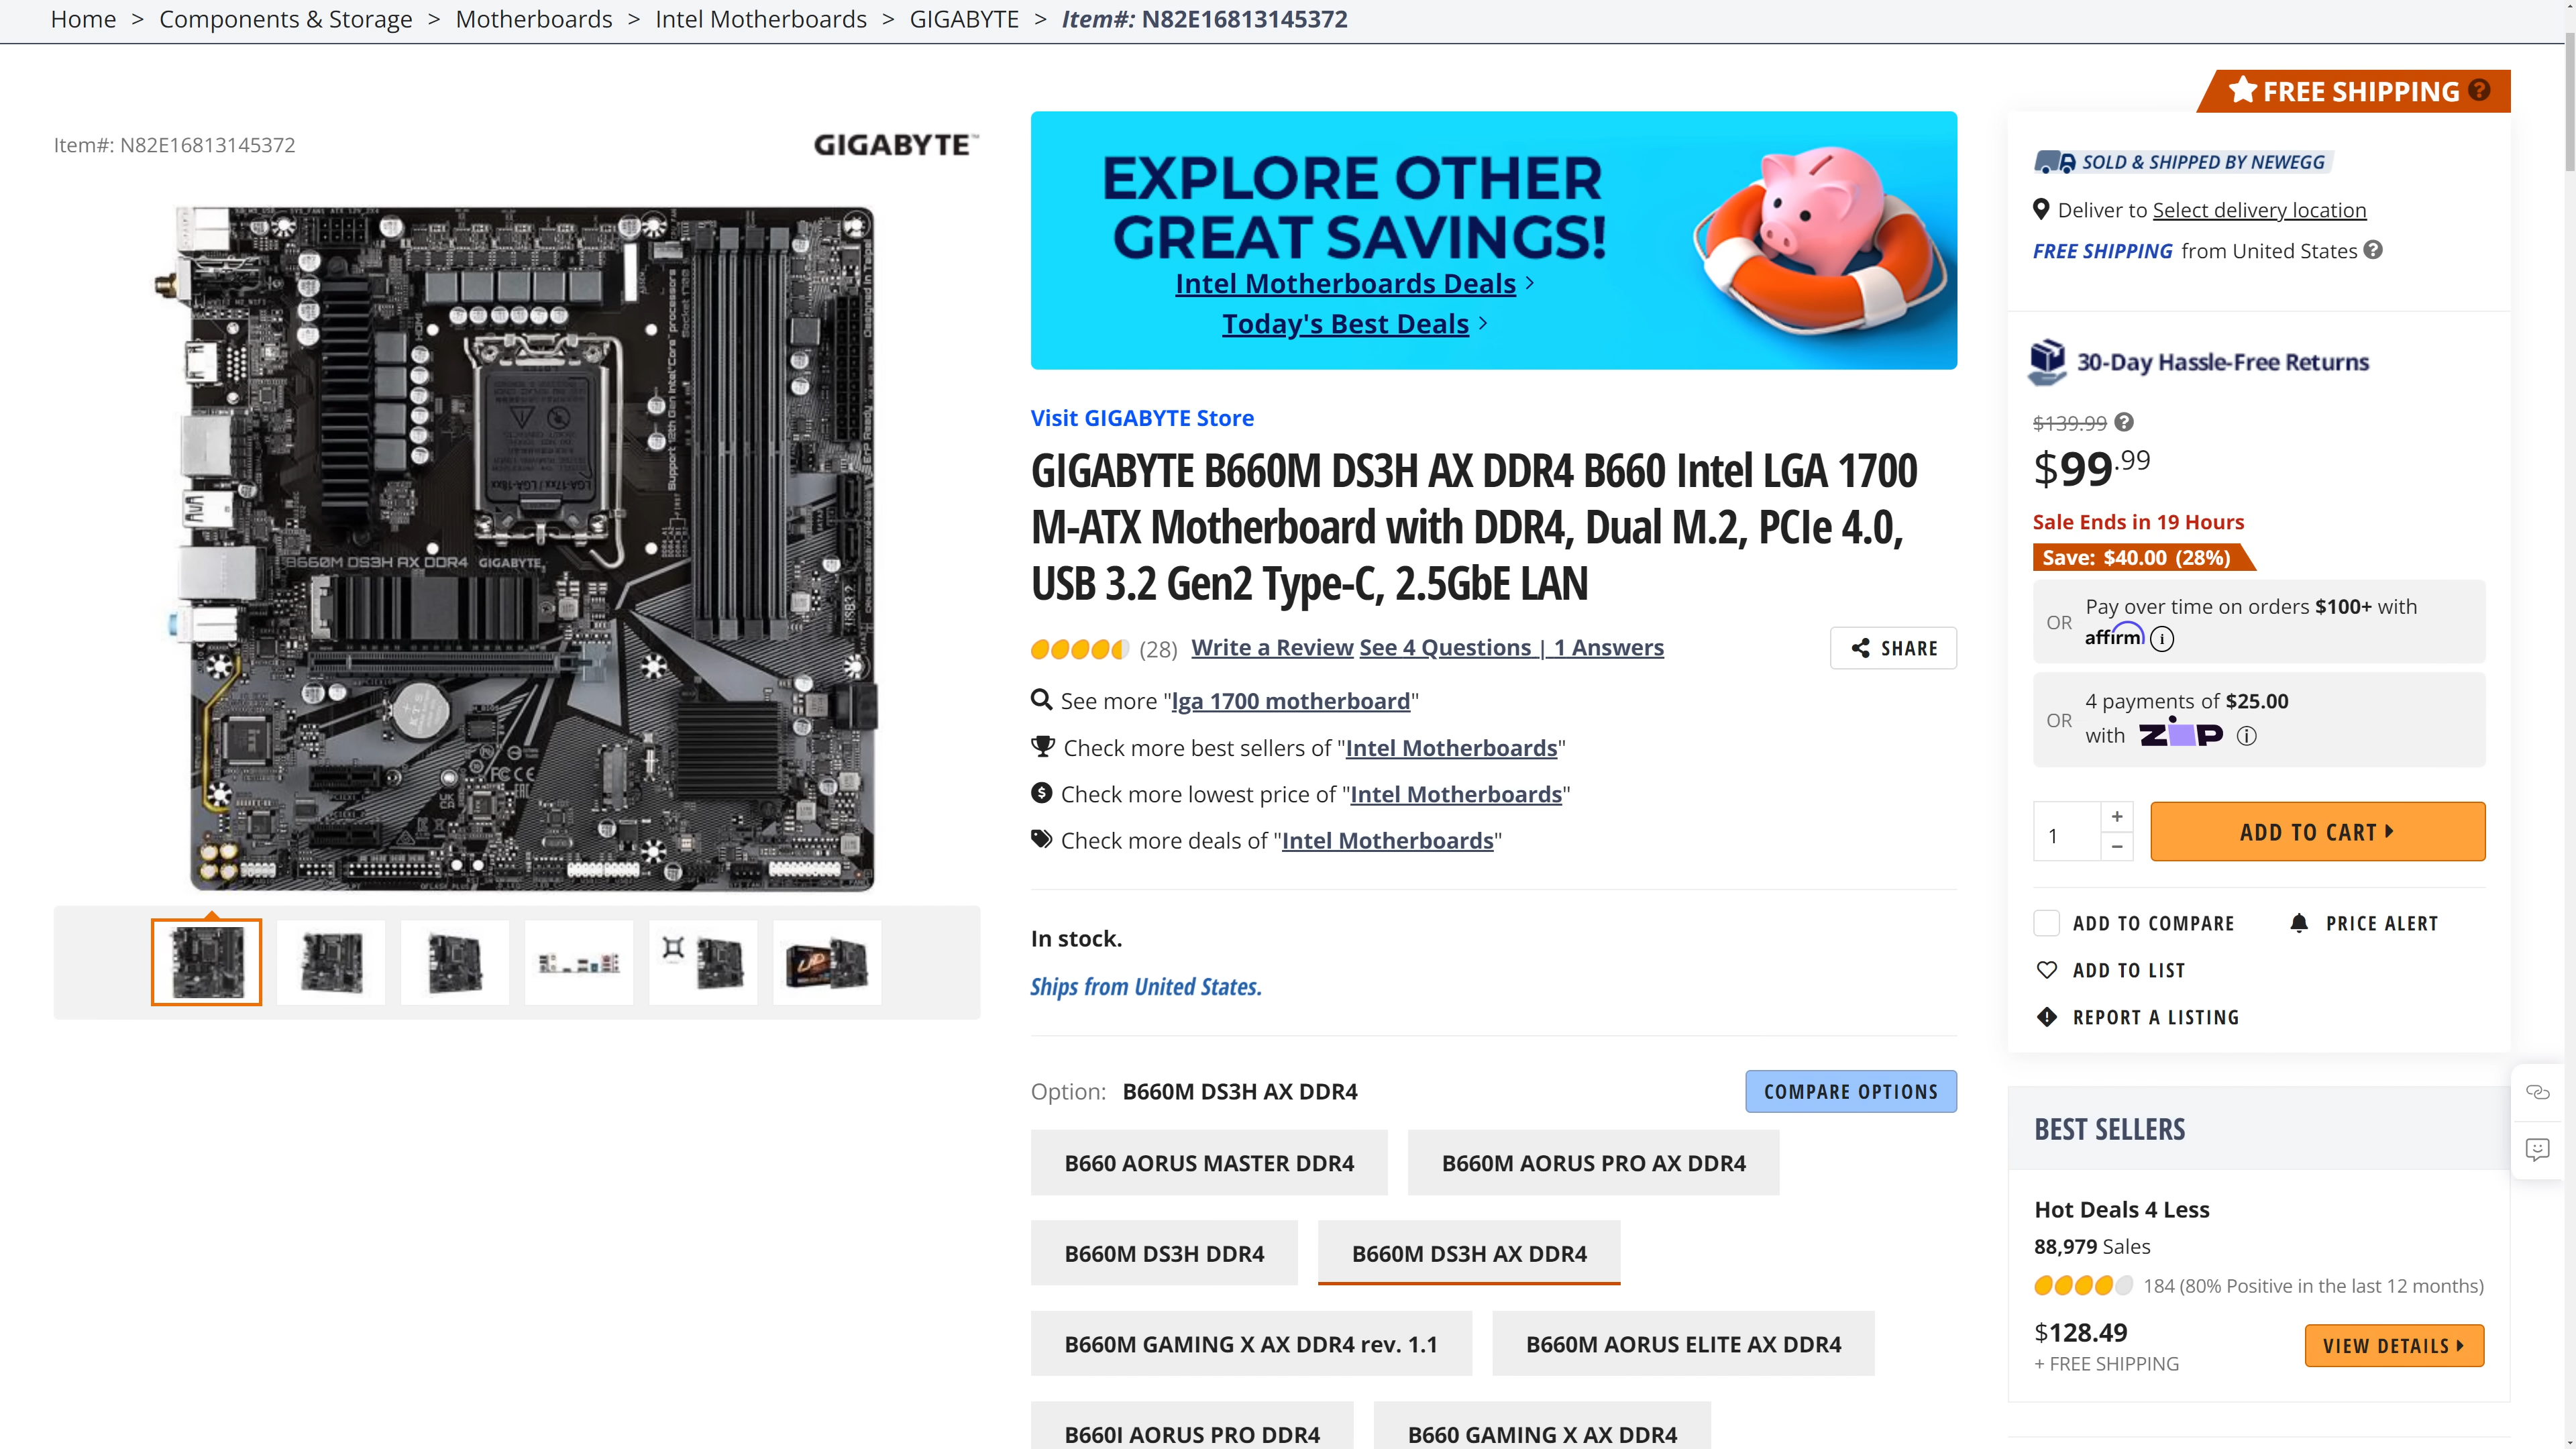 Home > Components & Storage > Motherboards > Intel Motherboards > GIGABYTE > Item#: N82E16813145372
Item#: N82E16813145372
GIGABYTE™
B660M DS3H AX DDR4 GIGABYTE
EXPLORE OTHER
GREAT SAVINGS!
Intel Motherboards Deals
Today's Best Deals
Visit GIGABYTE Store
GIGABYTE B660M DS3H AX DDR4 B660 Intel LGA 1700
M-ATX Motherboard with DDR4, Dual M.2, PCIe 4.0,
USB 3.2 Gen2 Type-C, 2.5GbE LAN
(28) Write a Review See 4 Questions | 1 Answers
SHARE
See more "lga 1700 motherboard"
Check more best sellers of "Intel Motherboards"
Check more lowest price of "Intel Motherboards"
Check more deals of "Intel Motherboards"
In stock.
Ships from United States.
Option: B660M DS3H AX DDR4
COMPARE OPTIONS
B660 AORUS MASTER DDR4
B660M AORUS PRO AX DDR4
B660M DS3H DDR4
B660M DS3H AX DDR4
B660M GAMING X AX DDR4 rev. 1.1
B660M AORUS ELITE AX DDR4
B660I AORUS PRO DDR4
B660 GAMING X AX DDR4
FREE SHIPPING ?
SOLD & SHIPPED BY NEWEGG
Deliver to Select delivery location
FREE SHIPPING from United States ?
30-Day Hassle-Free Returns
$139.99 ?
$99.99
Sale Ends in 19 Hours
Save: $40.00 (28%)
OR
Pay over time on orders $100+ with
affirm
OR
4 payments of $25.00
with ZIP
1
+
−
ADD TO CART
ADD TO COMPARE
PRICE ALERT
ADD TO LIST
REPORT A LISTING
BEST SELLERS
Hot Deals 4 Less
88,979 Sales
184 (80% Positive in the last 12 months)
$128.49
+ FREE SHIPPING
VIEW DETAILS